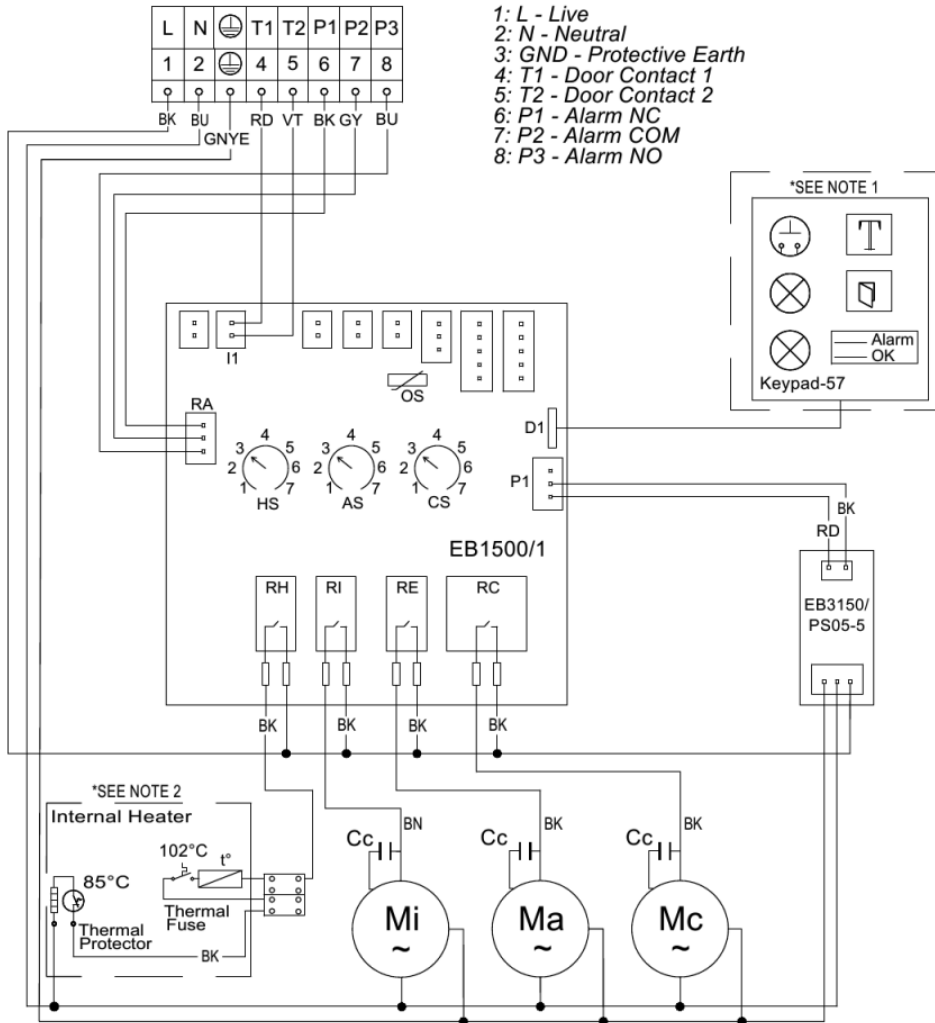 L N T1 T2 P1 P2 P3
1 2 4 5 6 7 8
BK BU GNYE RD VT BK GY BU
1: L - Live
2: N - Neutral
3: GND - Protective Earth
4: T1 - Door Contact 1
5: T2 - Door Contact 2
6: P1 - Alarm NC
7: P2 - Alarm COM
8: P3 - Alarm NO
*SEE NOTE 1
T
Alarm
OK
Keypad-57
I1
OS
RA
D1
P1
1 2 3 4 5 6 7
HS
1 2 3 4 5 6 7
AS
1 2 3 4 5 6 7
CS
BK
RD
EB1500/1
EB3150/
PS05-5
RH RI RE RC
BK BK BK BK
*SEE NOTE 2
Internal Heater
102°C
t°
85°C
Thermal
Fuse
Thermal
Protector
BK
Cc BN
Cc BK
Cc BK
Mi
~
Ma
~
Mc
~